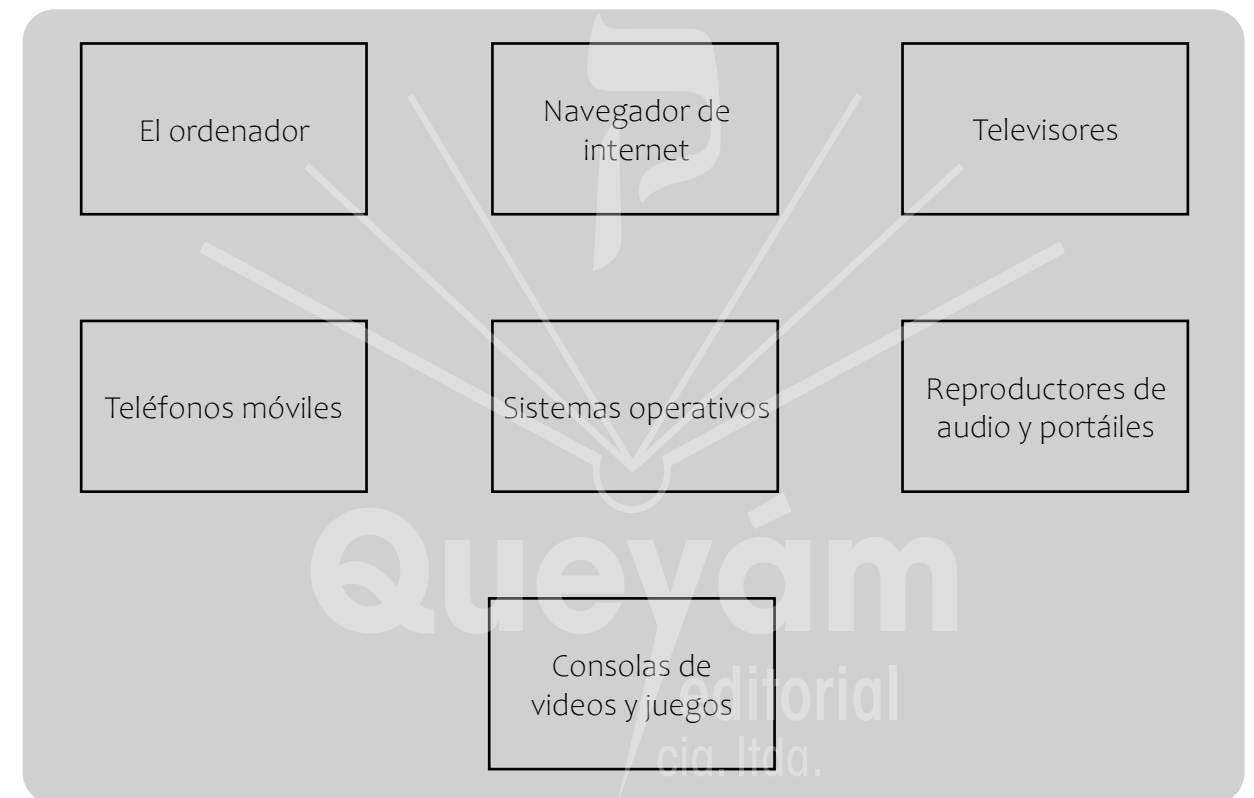 El ordenador
Navegador de
internet
Televisores
Teléfonos móviles
Sistemas operativos
Reproductores de
audio y portáiles
Consolas de
videos y juegos
Queyám
editorial
cia. ltda.